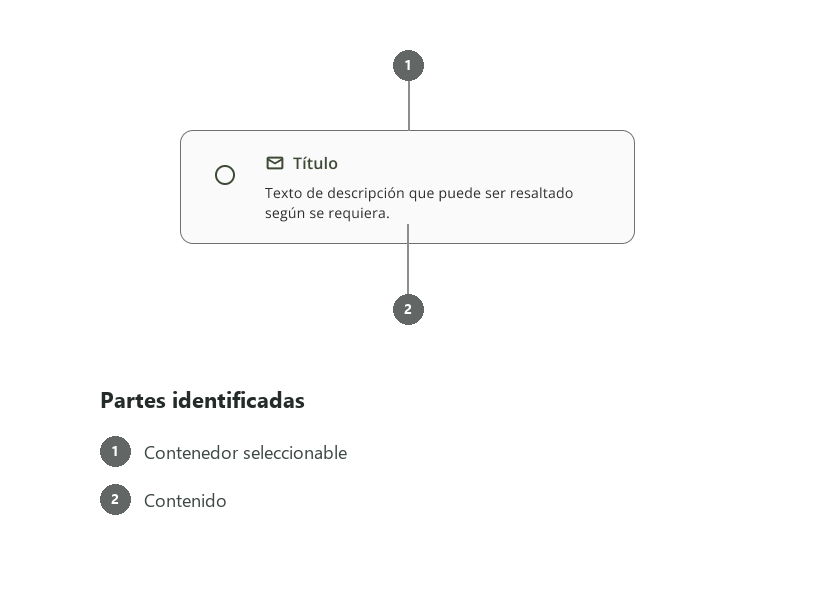 1
Título
Texto de descripción que puede ser resaltado
según se requiera.
2
Partes identificadas
1 Contenedor seleccionable
2 Contenido